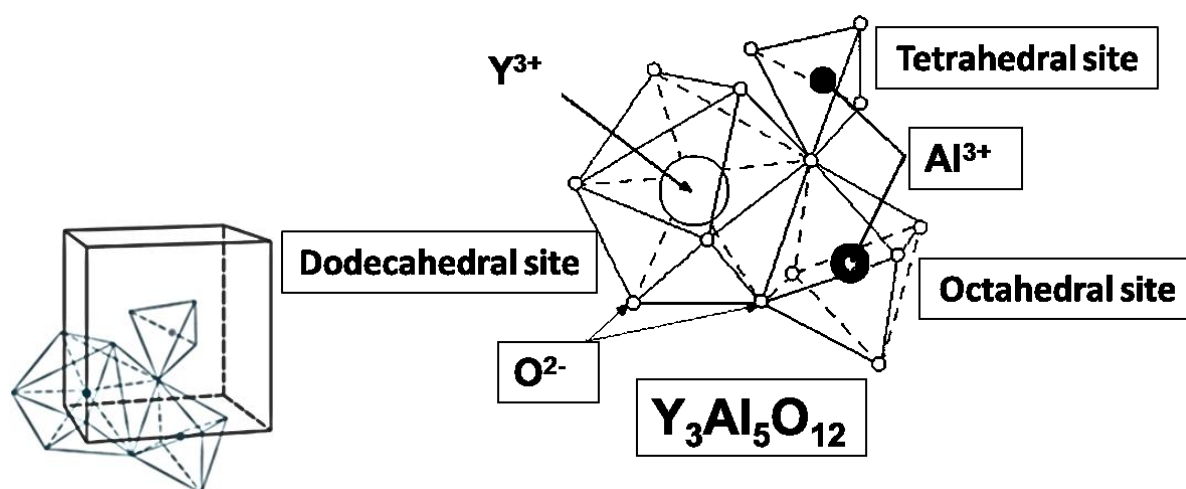 Y³⁺
Tetrahedral site
Al³⁺
Dodecahedral site
Octahedral site
O²⁻
Y₃Al₅O₁₂